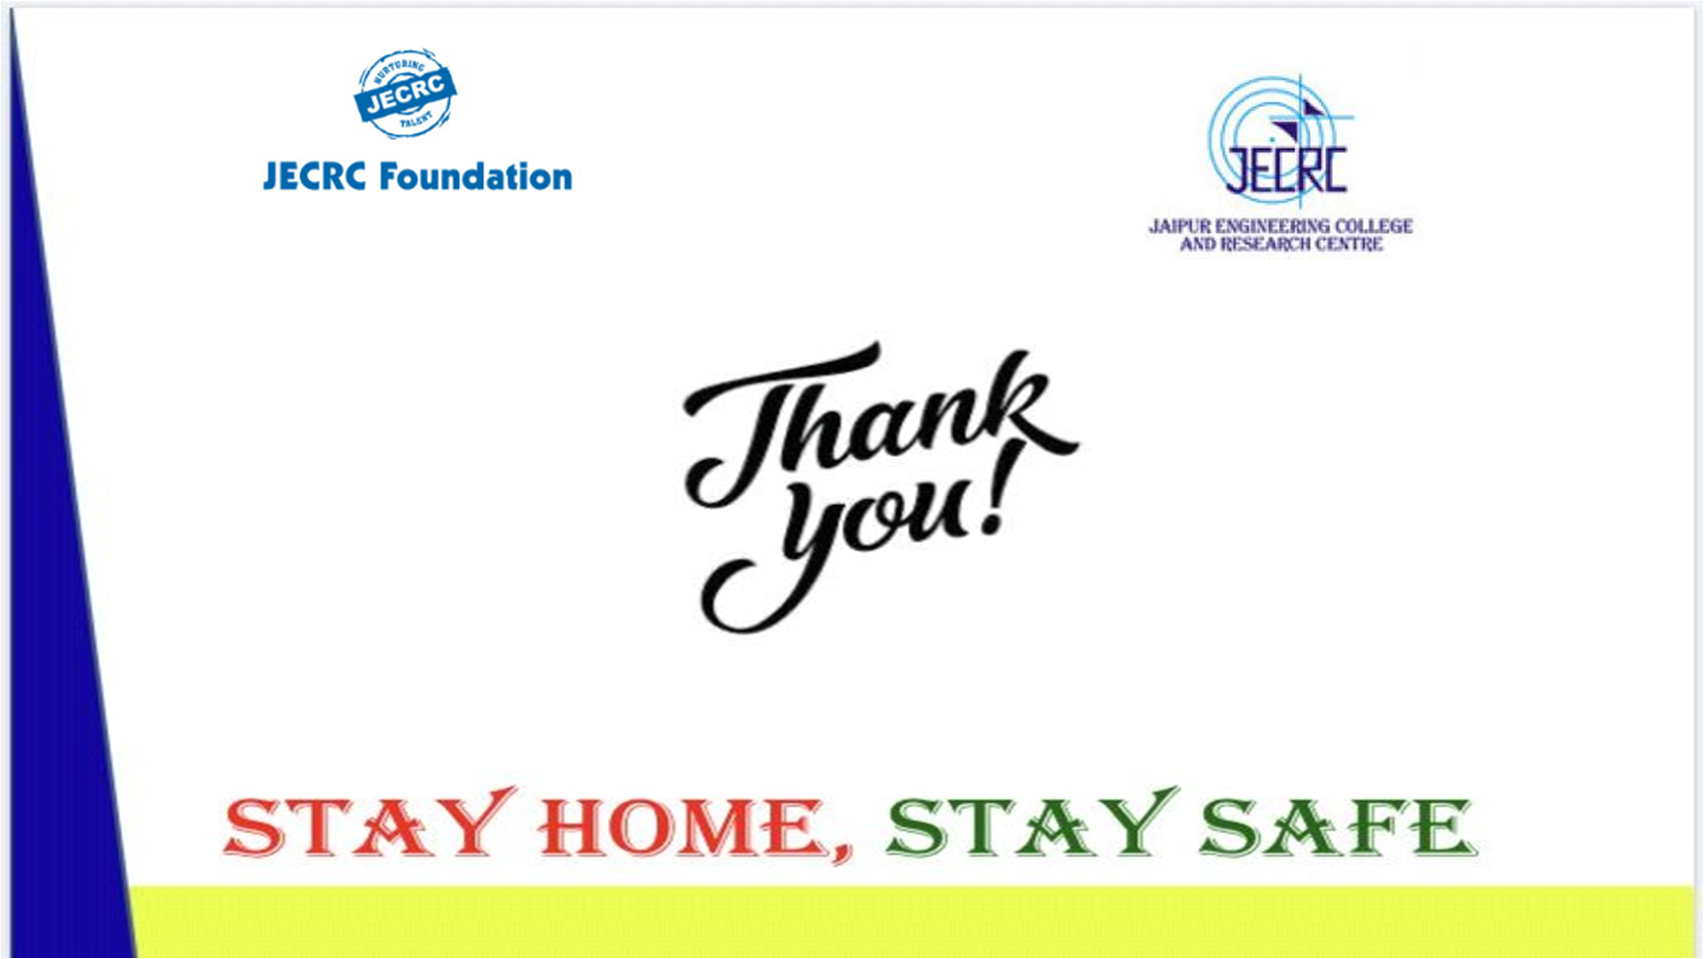 NURTURING
JECRC
TALENT
JECRC Foundation
JECRC
JAIPUR ENGINEERING COLLEGE
AND RESEARCH CENTRE
Thank
you!
STAY HOME, STAY SAFE